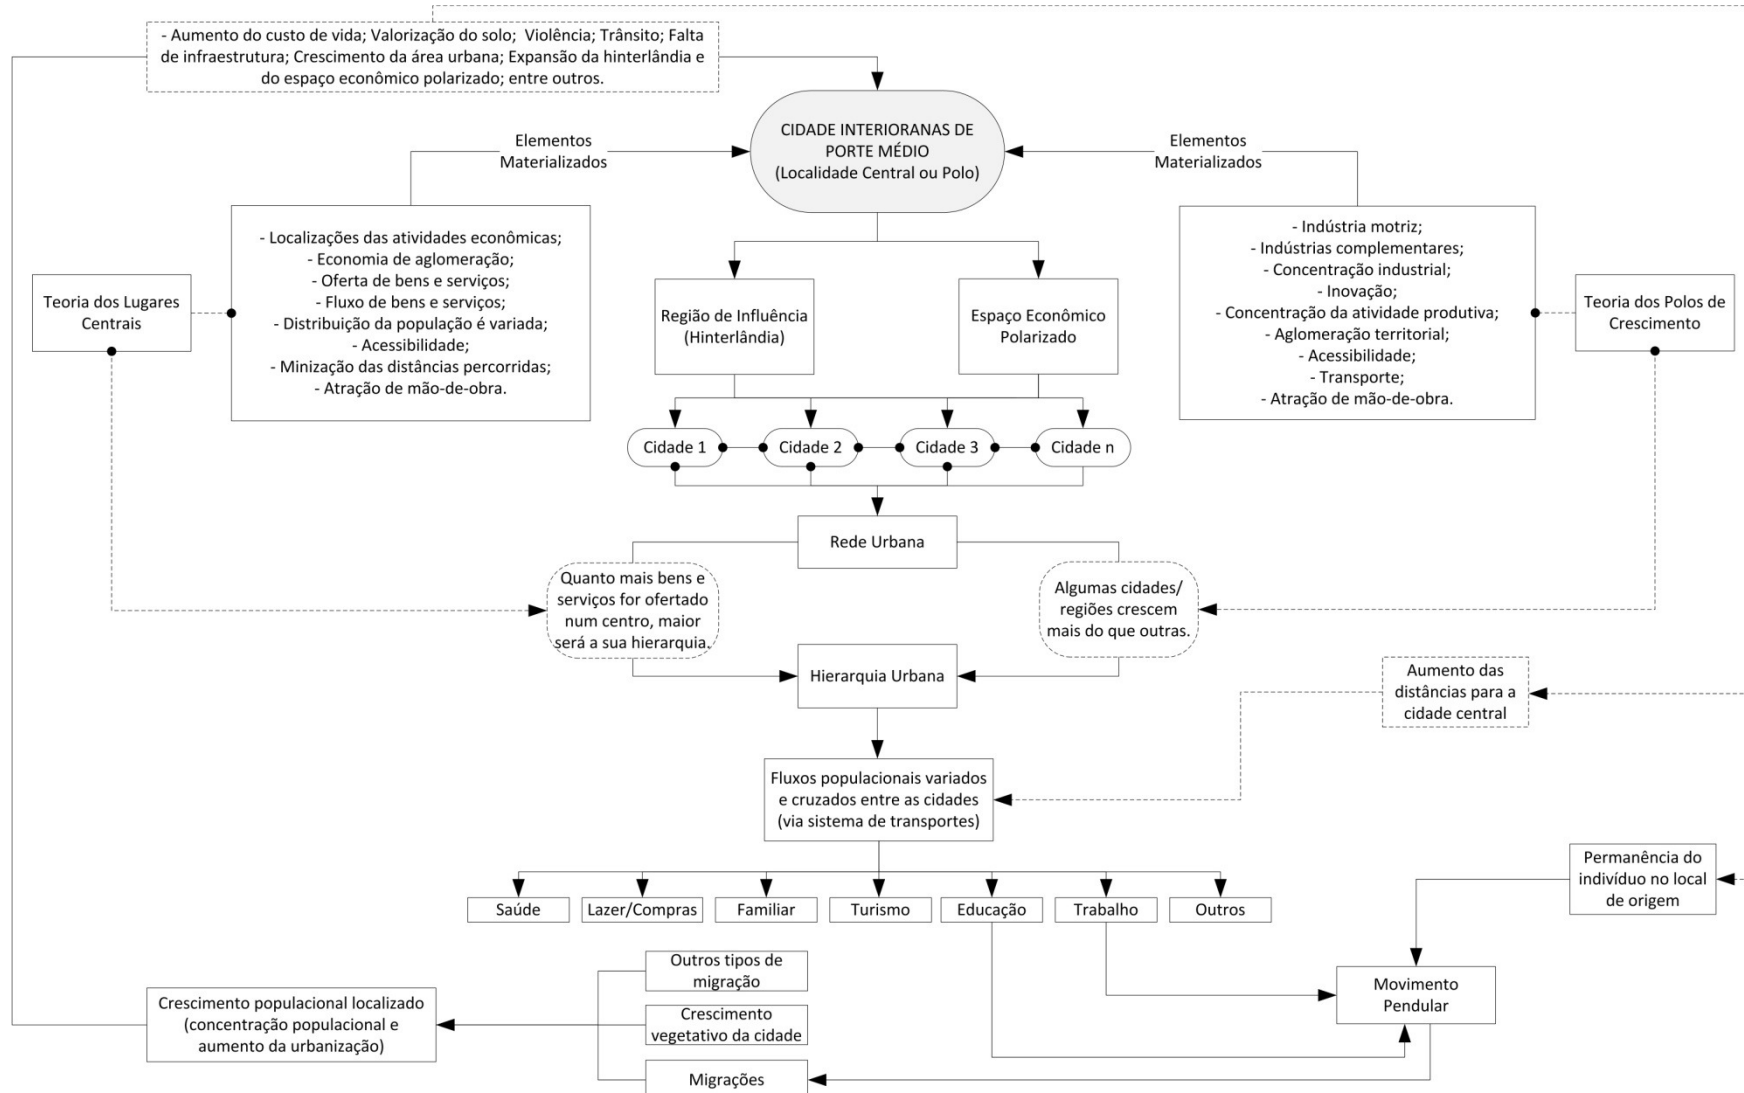 - Aumento do custo de vida; Valorização do solo; Violência; Trânsito; Falta
de infraestrutura; Crescimento da área urbana; Expansão da hinterlândia e
do espaço econômico polarizado; entre outros.
CIDADE INTERIORANAS DE
PORTE MÉDIO
(Localidade Central ou Polo)
Elementos
Materializados
Elementos
Materializados
- Localizações das atividades econômicas;
- Economia de aglomeração;
- Oferta de bens e serviços;
- Fluxo de bens e serviços;
- Distribuição da população é variada;
- Acessibilidade;
- Minização das distâncias percorridas;
- Atração de mão-de-obra.
Teoria dos Lugares
Centrais
Região de Influência
(Hinterlândia)
Espaço Econômico
Polarizado
- Indústria motriz;
- Indústrias complementares;
- Concentração industrial;
- Inovação;
- Concentração da atividade produtiva;
- Aglomeração territorial;
- Acessibilidade;
- Transporte;
- Atração de mão-de-obra.
Teoria dos Polos de
Crescimento
Cidade 1
Cidade 2
Cidade 3
Cidade n
Rede Urbana
Quanto mais bens e
serviços for ofertado
num centro, maior
será a sua hierarquia.
Algumas cidades/
regiões crescem
mais do que outras.
Hierarquia Urbana
Aumento das
distâncias para a
cidade central
Fluxos populacionais variados
e cruzados entre as cidades
(via sistema de transportes)
Permanência do
indivíduo no local
de origem
Saúde
Lazer/Compras
Familiar
Turismo
Educação
Trabalho
Outros
Outros tipos de
migração
Crescimento populacional localizado
(concentração populacional e
aumento da urbanização)
Crescimento
vegetativo da cidade
Movimento
Pendular
Migrações